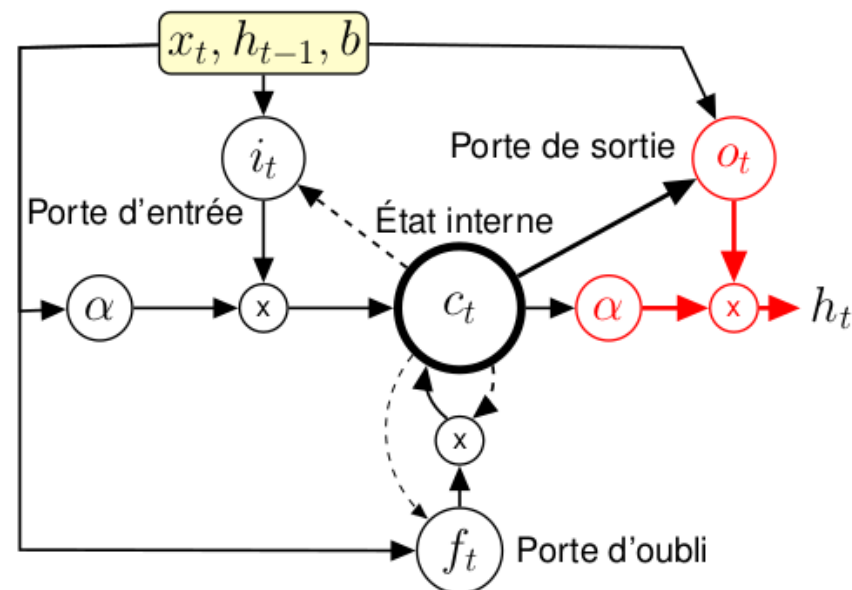 x_t, h_{t-1}, b
i_t
Porte de sortie
o_t
Porte d'entrée
État interne
α
x
c_t
α
x
h_t
x
f_t
Porte d'oubli